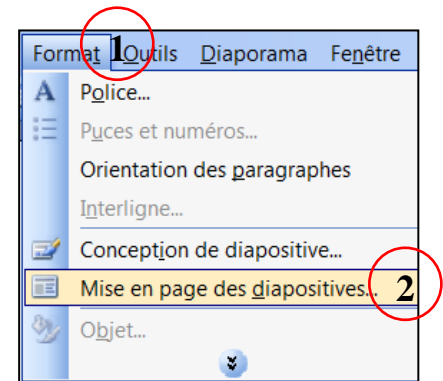 Format 1 Outils Diaporama Fenêtre
Police...
Puces et numéros...
Orientation des paragraphes
Interligne...
Conception de diapositive...
Mise en page des diapositives... 2
Objet...